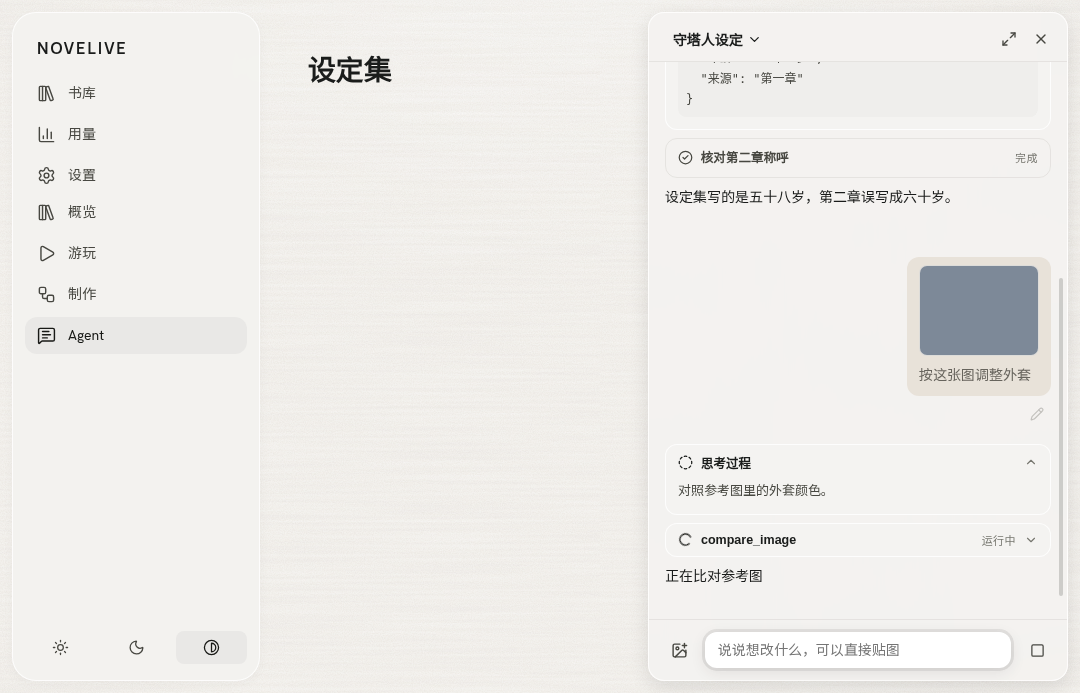 NOVELIVE
书库
用量
设置
概览
游玩
制作
Agent
设定集
守塔人设定
"来源": "第一章"
}
核对第二章称呼
完成
设定集写的是五十八岁，第二章误写成六十岁。
按这张图调整外套
思考过程
对照参考图里的外套颜色。
compare_image
运行中
正在比对参考图
说说想改什么，可以直接贴图